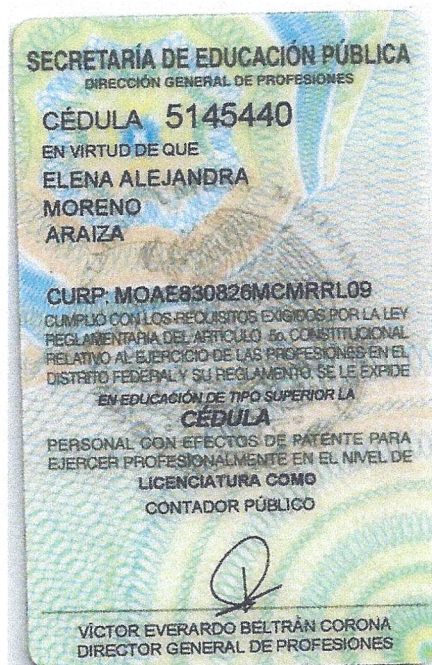 SECRETARÍA DE EDUCACIÓN PÚBLICA
DIRECCIÓN GENERAL DE PROFESIONES
CÉDULA 5145440
EN VIRTUD DE QUE
ELENA ALEJANDRA
MORENO
ARAIZA
CURP: MOAE830826MCMRRL09
CUMPLIO CON LOS REQUISITOS EXIGIDOS POR LA LEY
REGLAMENTARIA DEL ARTICULO 5o. CONSTITUCIONAL
RELATIVO AL EJERCICIO DE LAS PROFESIONES EN EL
DISTRITO FEDERAL Y SU REGLAMENTO SE LE EXPIDE
EN EDUCACIÓN DE TIPO SUPERIOR LA
CÉDULA
PERSONAL CON EFECTOS DE PATENTE PARA
EJERCER PROFESIONALMENTE EN EL NIVEL DE
LICENCIATURA COMO
CONTADOR PÚBLICO
VÍCTOR EVERARDO BELTRÁN CORONA
DIRECTOR GENERAL DE PROFESIONES